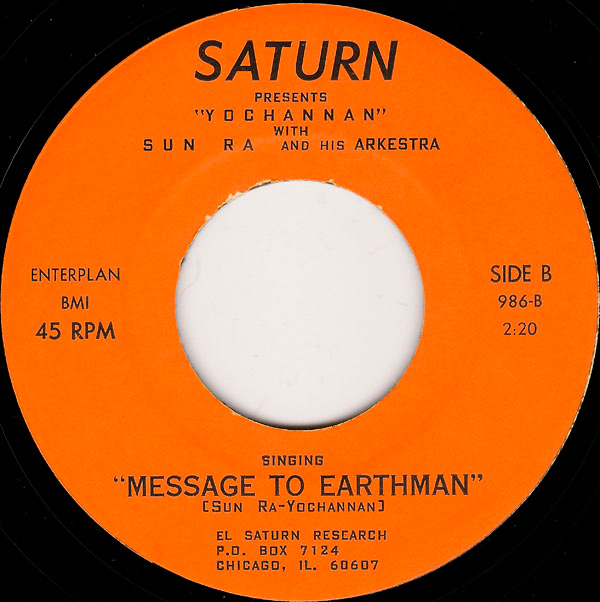 SATURN
PRESENTS
"YOCHANNAN"
WITH
SUN RA AND HIS ARKESTRA
ENTERPLAN
BMI
45 RPM
SIDE B
986-B
2:20
SINGING
"MESSAGE TO EARTHMAN"
[SUN RA-YOCHANNAN]
EL SATURN RESEARCH
P.O. BOX 7124
CHICAGO, IL. 60607